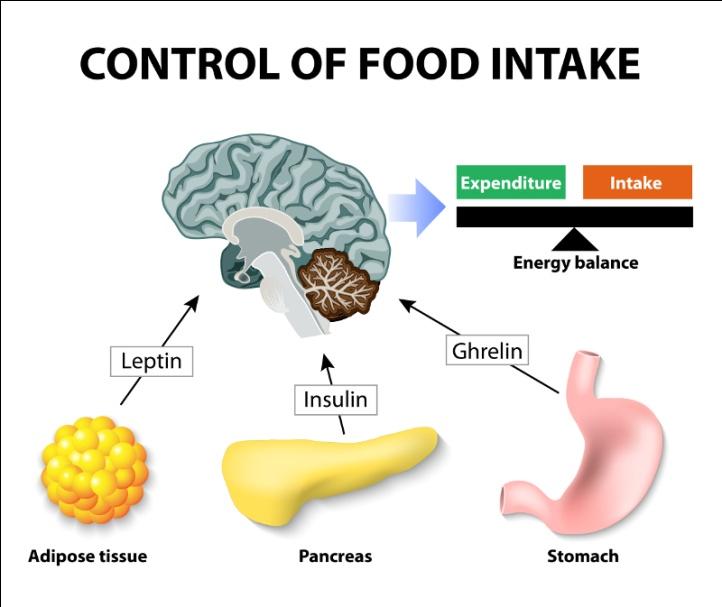 CONTROL OF FOOD INTAKE
Expenditure
Intake
Energy balance
Leptin
Insulin
Ghrelin
Adipose tissue
Pancreas
Stomach